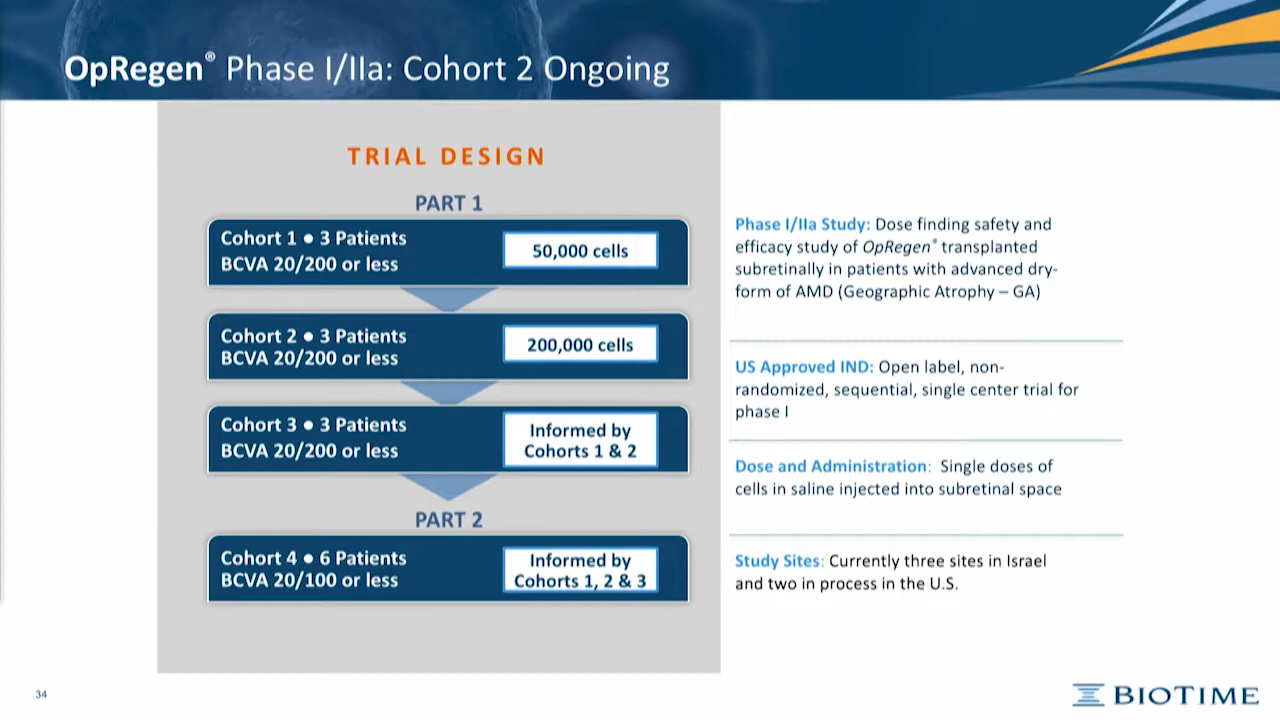 OpRegen® Phase I/IIa: Cohort 2 Ongoing
TRIAL DESIGN
PART 1
Cohort 1 ● 3 Patients
BCVA 20/200 or less
50,000 cells
Cohort 2 ● 3 Patients
BCVA 20/200 or less
200,000 cells
Cohort 3 ● 3 Patients
BCVA 20/200 or less
Informed by
Cohorts 1 & 2
PART 2
Cohort 4 ● 6 Patients
BCVA 20/100 or less
Informed by
Cohorts 1, 2 & 3
Phase I/IIa Study: Dose finding safety and
efficacy study of OpRegen® transplanted
subretinally in patients with advanced dry-
form of AMD (Geographic Atrophy – GA)
US Approved IND: Open label, non-
randomized, sequential, single center trial for
phase I
Dose and Administration: Single doses of
cells in saline injected into subretinal space
Study Sites: Currently three sites in Israel
and two in process in the U.S.
34
BIOTIME